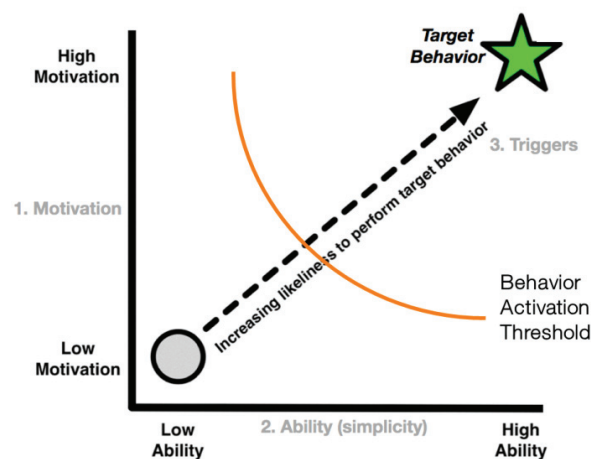 High
Motivation
Target
Behavior
3. Triggers
1. Motivation
Increasing likeliness to perform target behavior
Behavior
Activation
Threshold
Low
Motivation
Low
Ability
2. Ability (simplicity)
High
Ability